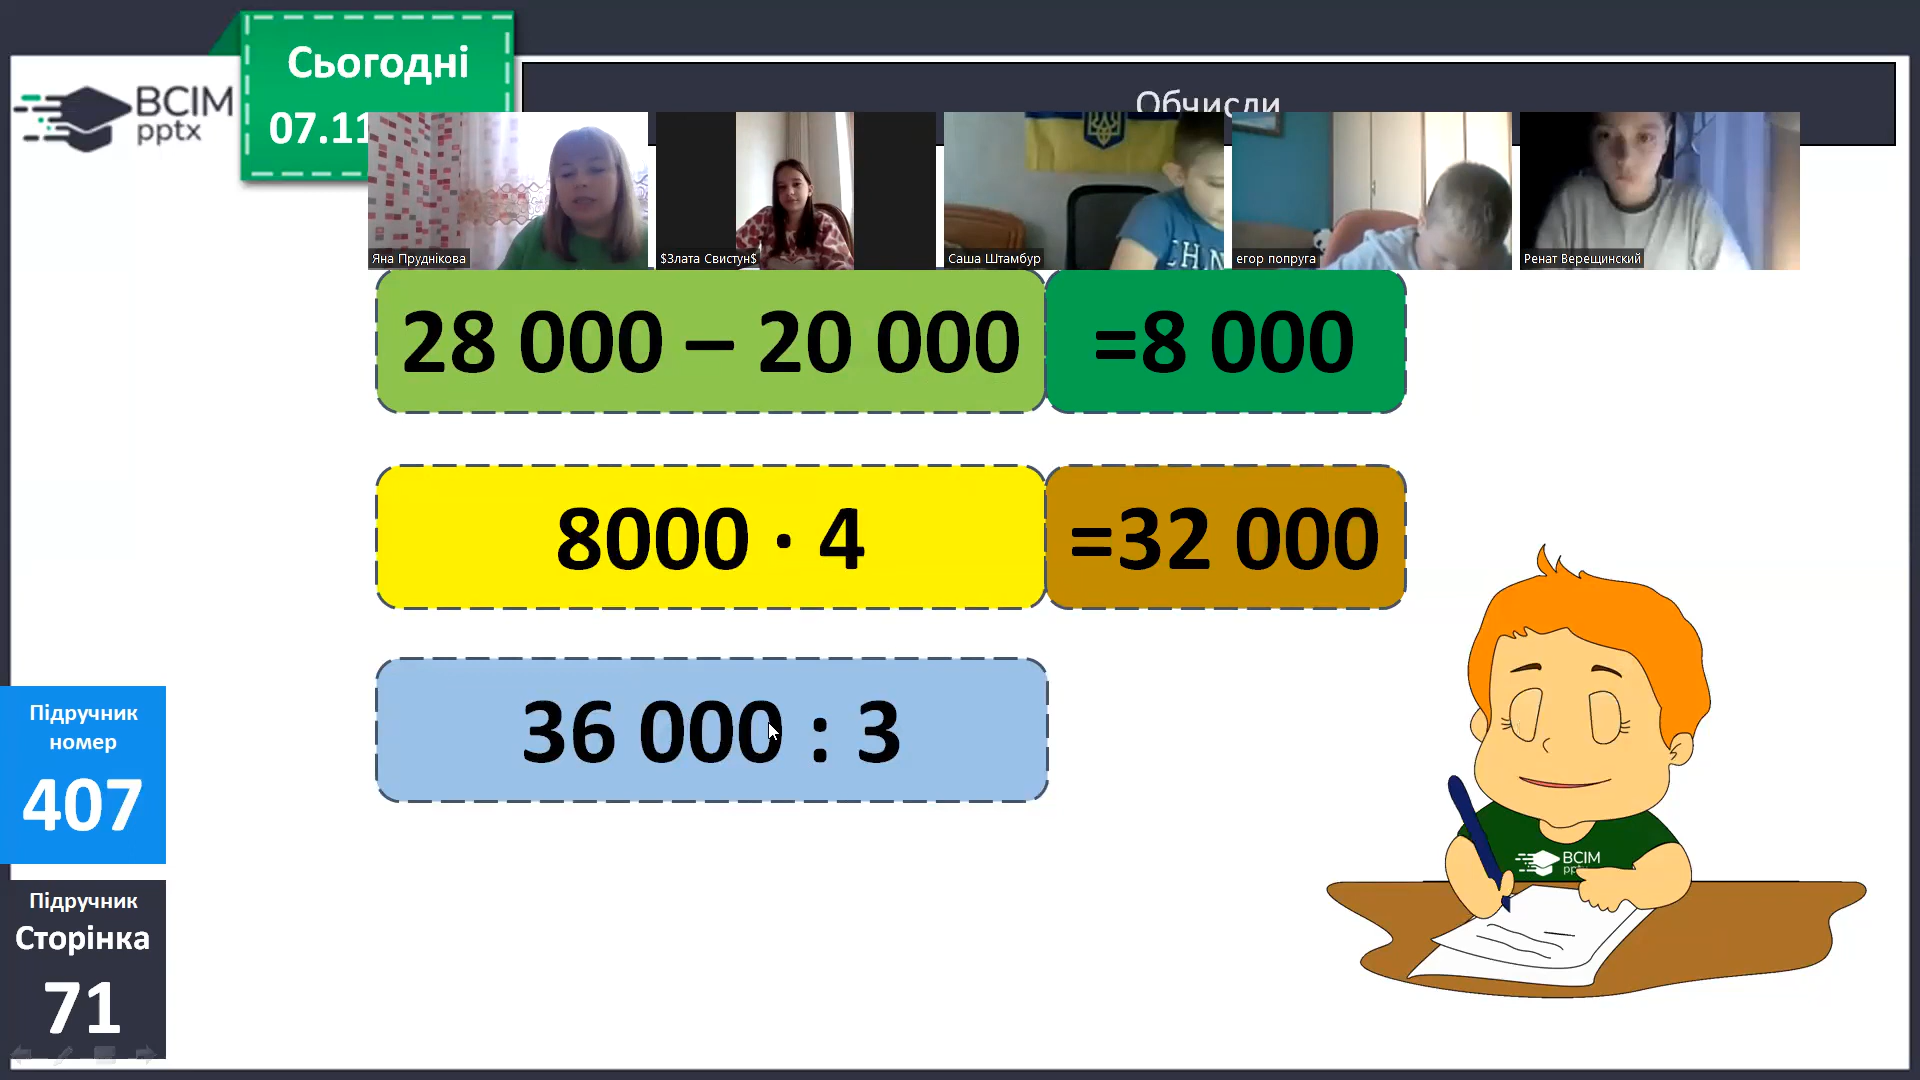 Сьогодні
07.11
ВСІМ
pptx
Обчисли
Яна Пруднікова
$Злата Свистун$
Саша Штамбур
егор попруга
Ренат Верещинский
28 000 – 20 000 =8 000
8000 · 4 =32 000
36 000 : 3
Підручник
номер
407
Підручник
Сторінка
71
ВСІМ